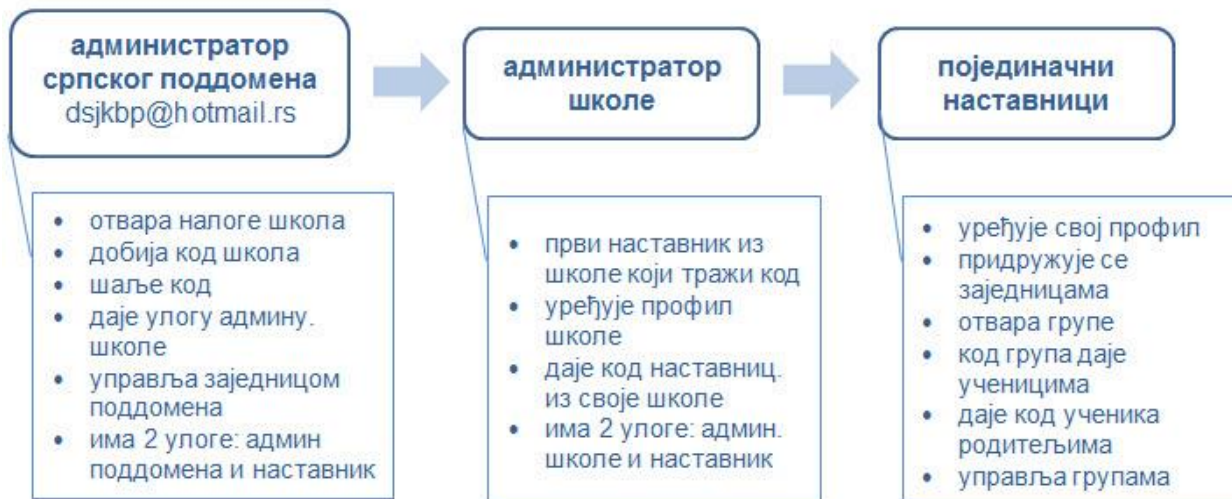 администратор
српског поддомена
dsjkbp@hotmail.rs
администратор
школе
појединачни
наставници
• отвара налоге школа
• добија код школа
• шаље код
• даје улогу админу.
школе
• управља заједницом
поддомена
• има 2 улоге: админ
поддомена и наставник
• први наставник из
школе који тражи код
• уређује профил
школе
• даје код наставниц.
из своје школе
• има 2 улоге: админ.
школе и наставник
• уређује свој профил
• придружује се
заједницама
• отвара групе
• код група даје
ученицима
• даје код ученика
родитељима
• управља групама